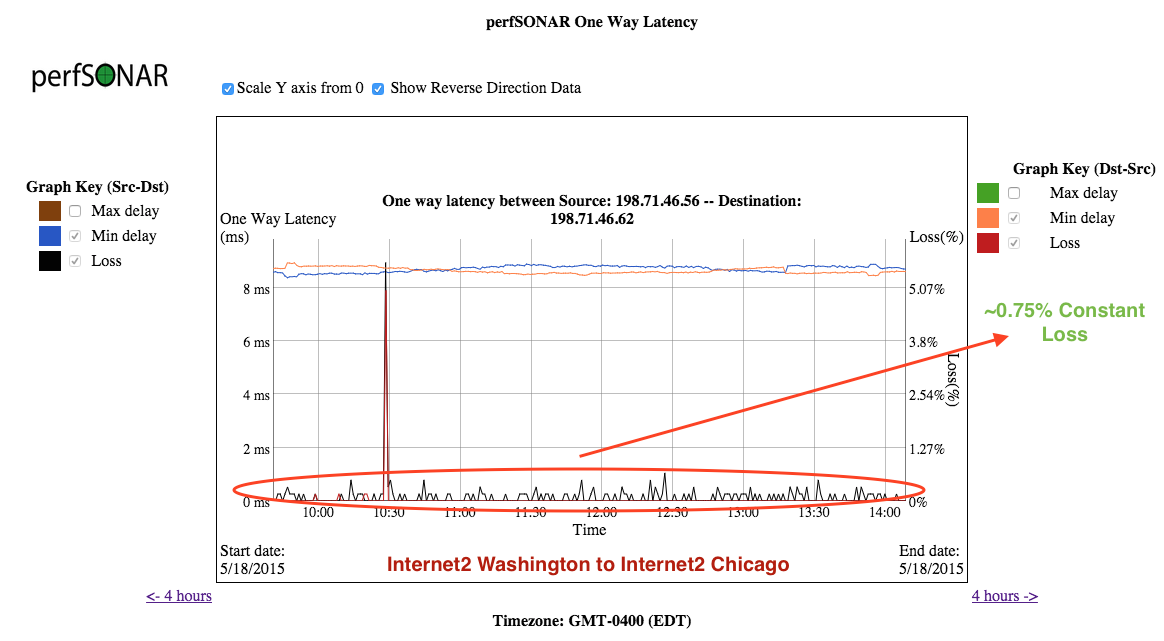 perfSONAR One Way Latency
perfSONAR
Scale Y axis from 0
Show Reverse Direction Data
Graph Key (Src-Dst)
Max delay
Min delay
Loss
Graph Key (Dst-Src)
Max delay
Min delay
Loss
One way latency between Source: 198.71.46.56 -- Destination:
198.71.46.62
One Way Latency
(ms)
Loss(%)
8 ms
6 ms
4 ms
2 ms
0 ms
5.07%
3.8%
2.54%
1.27%
0%
Loss(%)
~0.75% Constant
Loss
10:00 10:30 11:00 11:30 12:00 12:30 13:00 13:30 14:00
Time
Start date:
5/18/2015
Internet2 Washington to Internet2 Chicago
End date:
5/18/2015
<- 4 hours
4 hours ->
Timezone: GMT-0400 (EDT)